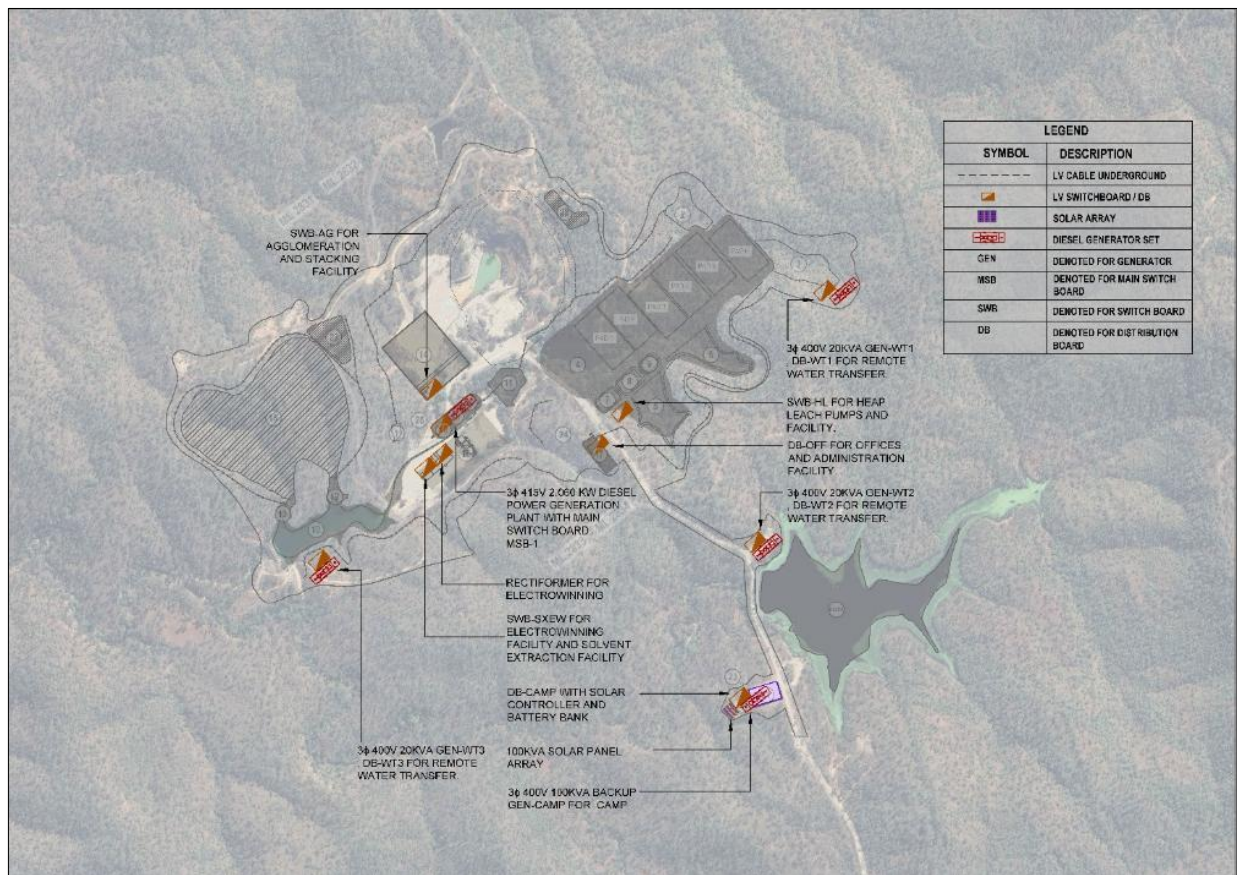 LEGEND
SYMBOL DESCRIPTION
LV CABLE UNDERGROUND
LV SWITCHBOARD / DB
SOLAR ARRAY
DIESEL GENERATOR SET
GEN DENOTED FOR GENERATOR
MSB DENOTED FOR MAIN SWITCH
BOARD
SWB DENOTED FOR SWITCH BOARD
DB DENOTED FOR DISTRIBUTION
BOARD
SWB-AG FOR
AGGLOMERATION
AND STACKING
FACILITY
3ϕ 400V 20KVA GEN-WT1
, DB-WT1 FOR REMOTE
WATER TRANSFER.
SWB-HL FOR HEAP
LEACH PUMPS AND
FACILITY.
DB-OFF FOR OFFICES
AND ADMINISTRATION
FACILITY
3ϕ 415V 2,000 KW DIESEL
POWER GENERATION
PLANT WITH MAIN
SWITCH BOARD
MSB-1
3ϕ 400V 20KVA GEN-WT2
, DB-WT2 FOR REMOTE
WATER TRANSFER.
RECTIFORMER FOR
ELECTROWINNING
SWB-SXEW FOR
ELECTROWINNING
FACILITY AND SOLVENT
EXTRACTION FACILITY
DB-CAMP WITH SOLAR
CONTROLLER AND
BATTERY BANK
3ϕ 400V 20KVA GEN-WT3
, DB-WT3 FOR REMOTE
WATER TRANSFER.
100KVA SOLAR PANEL
ARRAY
3ϕ 400V 100KVA BACKUP
GEN-CAMP FOR CAMP